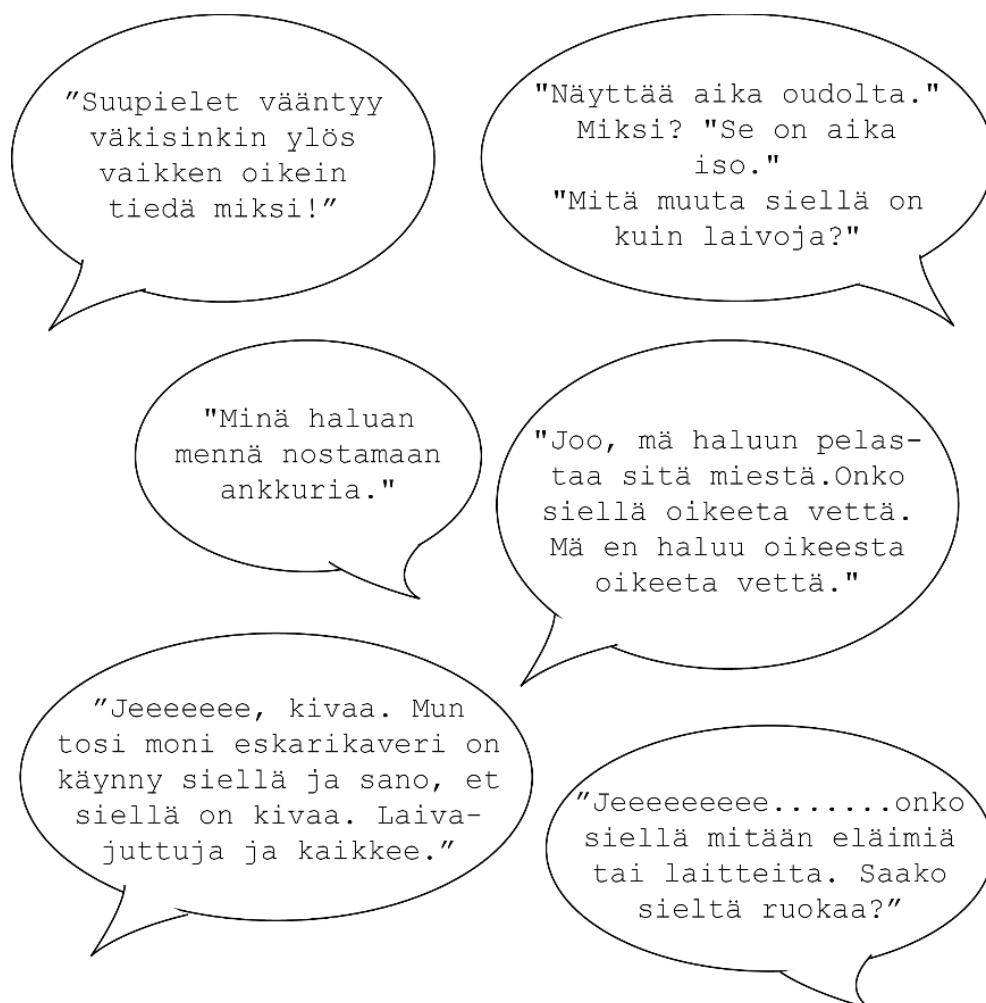 ”Suupielet vääntyy
väkisinkin ylös
vaikken oikein
tiedä miksi!”
"Näyttää aika oudolta."
Miksi? "Se on aika
iso."
"Mitä muuta siellä on
kuin laivoja?"
"Minä haluan
mennä nostamaan
ankkuria."
"Joo, mä haluun pelas-
taa sitä miestä.Onko
siellä oikeeta vettä.
Mä en haluu oikeesta
oikeeta vettä."
”Jeeeeeee, kivaa. Mun
tosi moni eskarikaveri on
käynny siellä ja sano, et
siellä on kivaa. Laiva-
juttuja ja kaikkee.”
”Jeeeeeeeee.......onko
siellä mitään eläimiä
tai laitteita. Saako
sieltä ruokaa?”